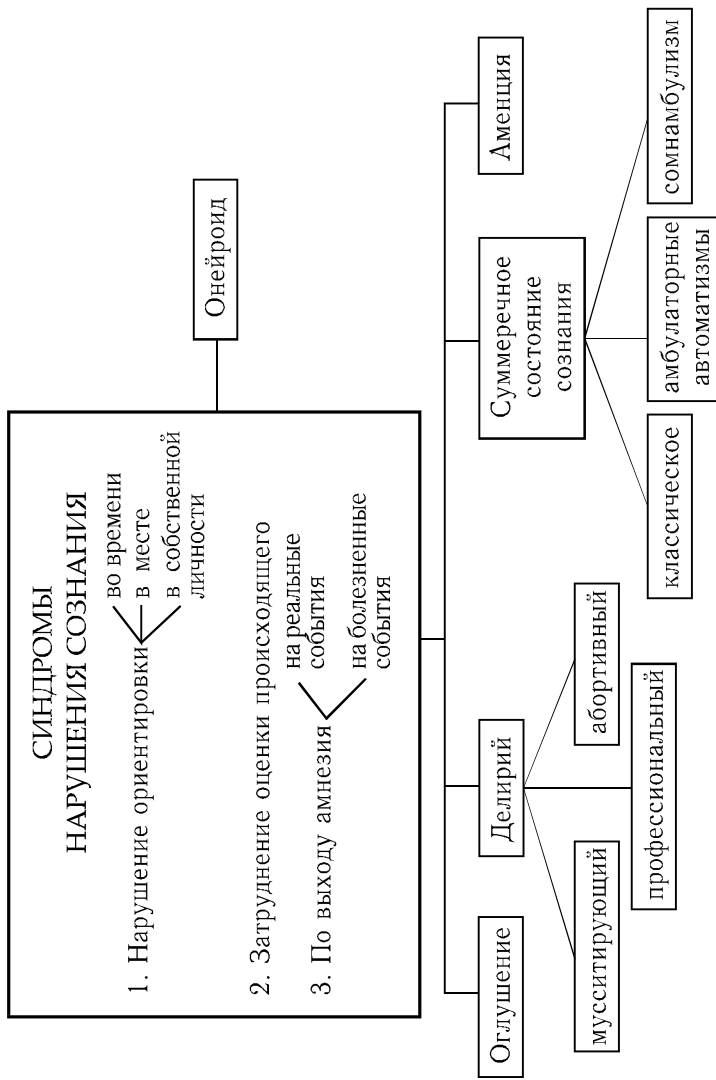 СИНДРОМЫ
НАРУШЕНИЯ СОЗНАНИЯ
1. Нарушение ориентировки
во времени
в месте
в собственной
личности
2. Затруднение оценки происходящего
3. По выходу амнезия
на реальные
события
на болезненные
события
Онейроид
Оглушение
Делирий
Суммеречное
состояние
сознания
Аменция
мусситирующий
профессиональный
абортивный
классическое
амбулаторные
автоматизмы
сомнамбулизм